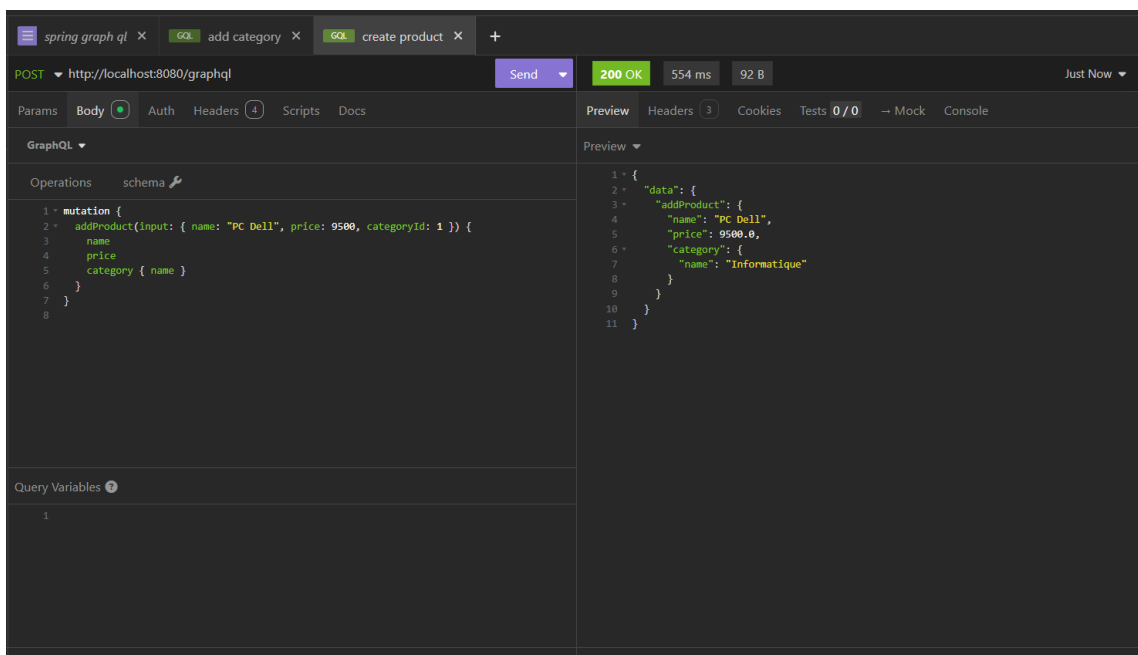 spring graph ql ×
GQL add category ×
GQL create product ×
+
POST http://localhost:8080/graphql
Send
200 OK 554 ms 92 B
Just Now
Params Body Auth Headers 4 Scripts Docs
Preview Headers 3 Cookies Tests 0 / 0 → Mock Console
GraphQL
Preview
Operations schema
1 mutation {
2 addProduct(input: { name: "PC Dell", price: 9500, categoryId: 1 }) {
3 name
4 price
5 category { name }
6 }
7 }
8
1 {
2 "data": {
3 "addProduct": {
4 "name": "PC Dell",
5 "price": 9500.0,
6 "category": {
7 "name": "Informatique"
8 }
9 }
10 }
11 }
Query Variables ?
1